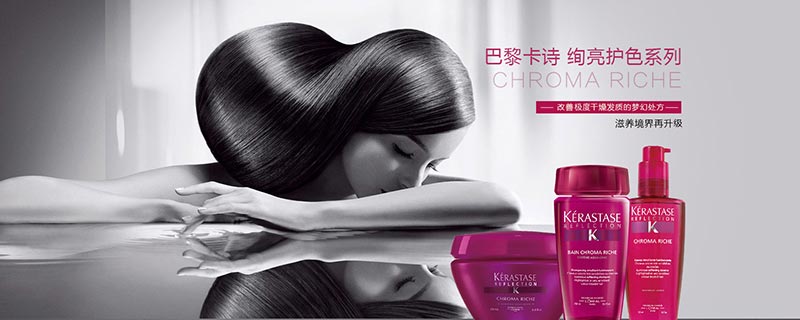 巴黎卡诗 绚亮护色系列
CHROMA RICHE
改善极度干燥发质的梦幻处方
滋养境界再升级
KÉRASTASE
REFLECTION
K
CHROMA RICHE
KÉRASTASE
REFLECTION
K
BAIN CHROMA RICHE
KÉRASTASE
REFLECTION
K
CHROMA RICHE